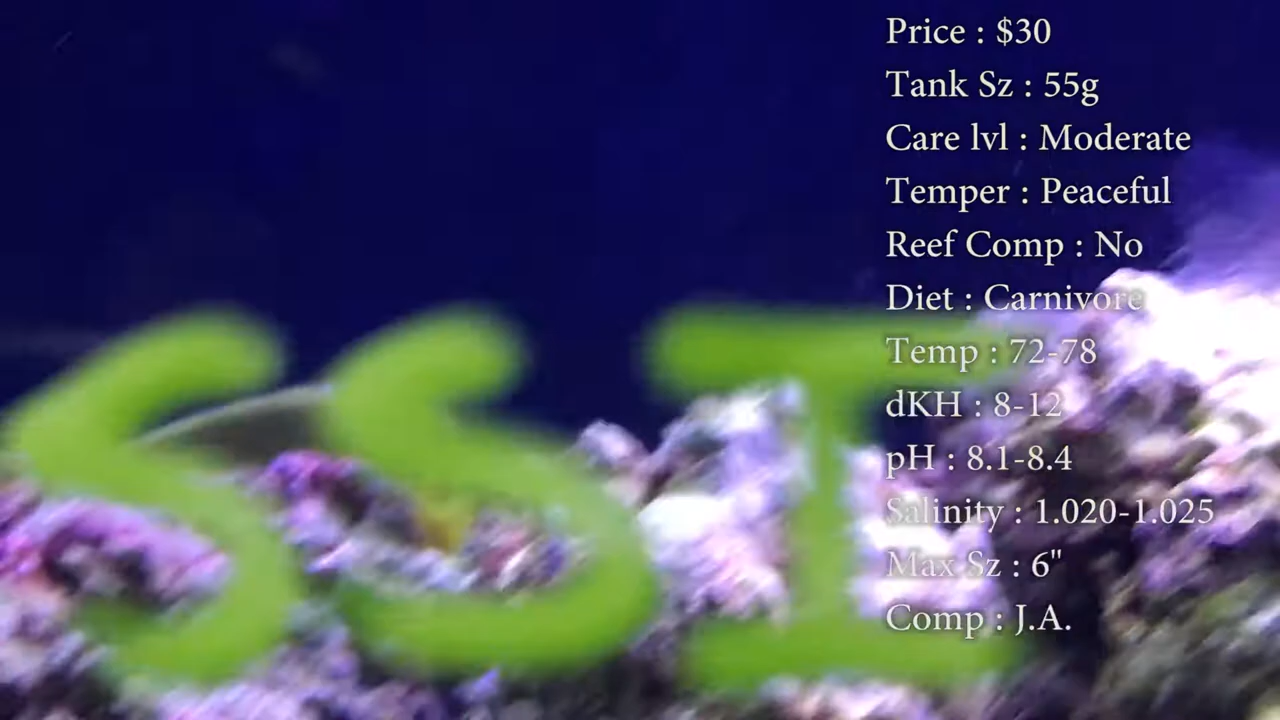 Price : $30
Tank Sz : 55g
Care lvl : Moderate
Temper : Peaceful
Reef Comp : No
Diet : Carnivore
Temp : 72-78
dKH : 8-12
pH : 8.1-8.4
Salinity : 1.020-1.025
Max Sz : 6"
Comp : J.A.
SSI